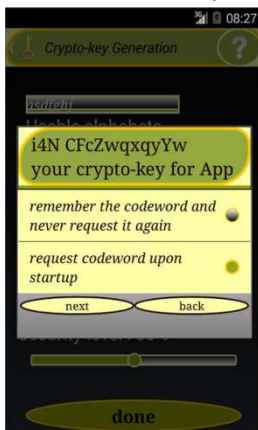 08:27
Crypto-key Generation
?
asdfghj
Usable alphabets
i4N CFcZwqxqyYw
your crypto-key for App
remember the codeword and
never request it again
request codeword upon
startup
next back
done